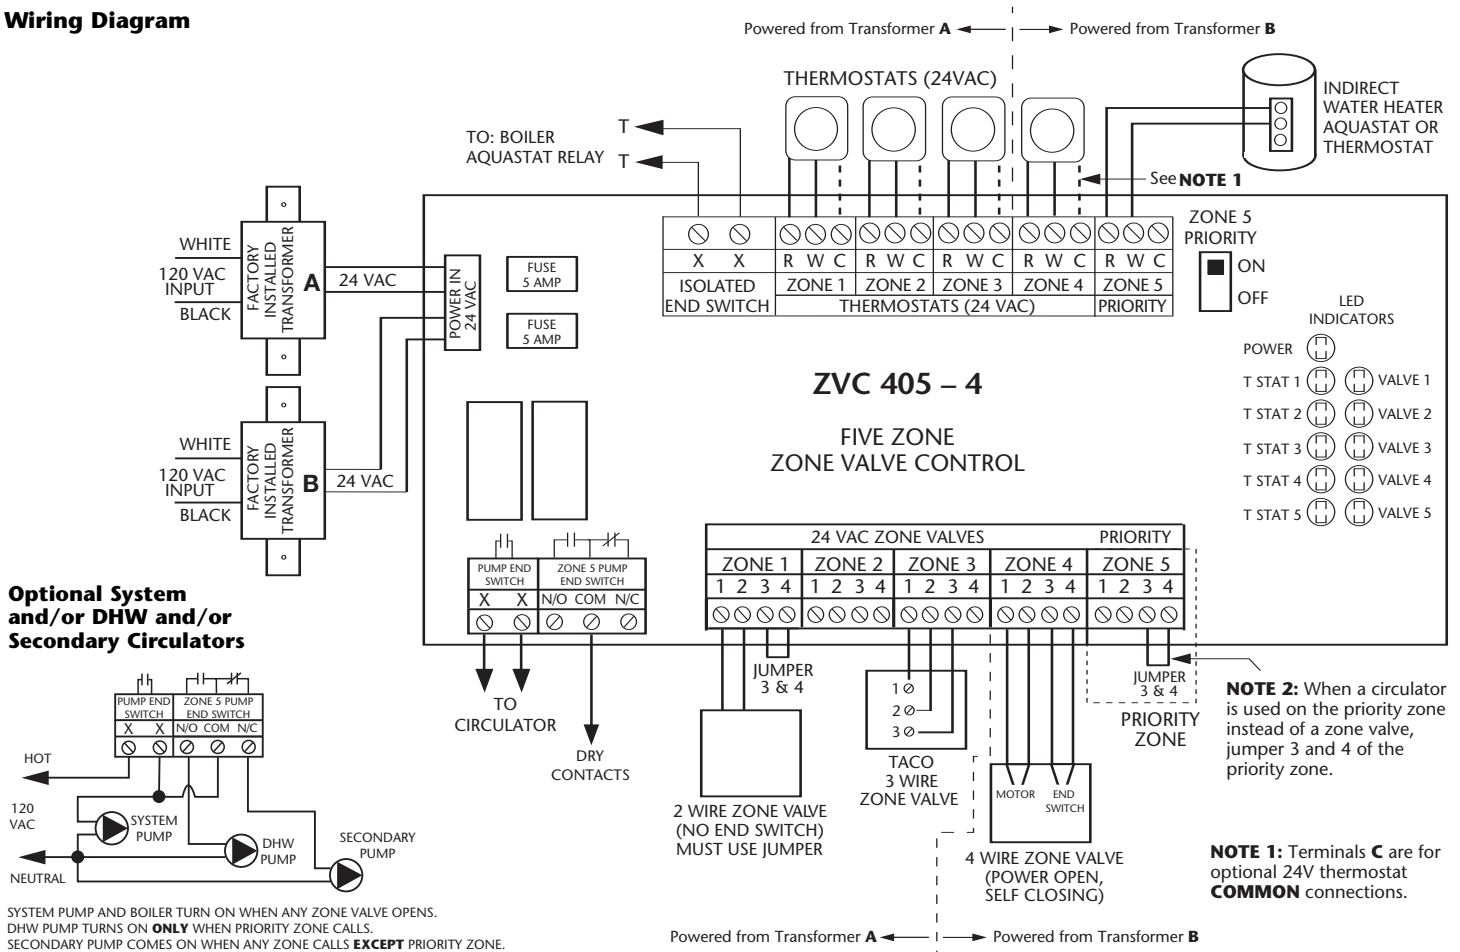 Wiring Diagram
Powered from Transformer A
Powered from Transformer B
THERMOSTATS (24VAC)
INDIRECT
WATER HEATER
AQUASTAT OR
THERMOSTAT
TO: BOILER
AQUASTAT RELAY
T
T
See NOTE 1
WHITE
120 VAC
INPUT
BLACK
FACTORY
INSTALLED
TRANSFORMER
A
24 VAC
POWER IN
24 VAC
FUSE
5 AMP
FUSE
5 AMP
X X
ISOLATED
END SWITCH
R W C R W C R W C R W C R W C
ZONE 1 ZONE 2 ZONE 3 ZONE 4 ZONE 5
THERMOSTATS (24 VAC) PRIORITY
ZONE 5
PRIORITY
ON
OFF
LED
INDICATORS
POWER
T STAT 1 VALVE 1
T STAT 2 VALVE 2
T STAT 3 VALVE 3
T STAT 4 VALVE 4
T STAT 5 VALVE 5
ZVC 405 – 4
FIVE ZONE
ZONE VALVE CONTROL
WHITE
120 VAC
INPUT
BLACK
FACTORY
INSTALLED
TRANSFORMER
B
24 VAC
PUMP END
SWITCH
X X
ZONE 5 PUMP
END SWITCH
N/O COM N/C
TO
CIRCULATOR
DRY
CONTACTS
24 VAC ZONE VALVES PRIORITY
ZONE 1 ZONE 2 ZONE 3 ZONE 4 ZONE 5
1 2 3 4 1 2 3 4 1 2 3 4 1 2 3 4 1 2 3 4
JUMPER
3 & 4
2 WIRE ZONE VALVE
(NO END SWITCH)
MUST USE JUMPER
1
2
3
TACO
3 WIRE
ZONE VALVE
MOTOR
END
SWITCH
4 WIRE ZONE VALVE
(POWER OPEN,
SELF CLOSING)
JUMPER
3 & 4
PRIORITY
ZONE
NOTE 2: When a circulator
is used on the priority zone
instead of a zone valve,
jumper 3 and 4 of the
priority zone.
NOTE 1: Terminals C are for
optional 24V thermostat
COMMON connections.
Optional System
and/or DHW and/or
Secondary Circulators
PUMP END
SWITCH
X X
ZONE 5 PUMP
END SWITCH
N/O COM N/C
HOT
120
VAC
NEUTRAL
SYSTEM
PUMP
DHW
PUMP
SECONDARY
PUMP
SYSTEM PUMP AND BOILER TURN ON WHEN ANY ZONE VALVE OPENS.
DHW PUMP TURNS ON ONLY WHEN PRIORITY ZONE CALLS.
SECONDARY PUMP COMES ON WHEN ANY ZONE CALLS EXCEPT PRIORITY ZONE.
Powered from Transformer A
Powered from Transformer B